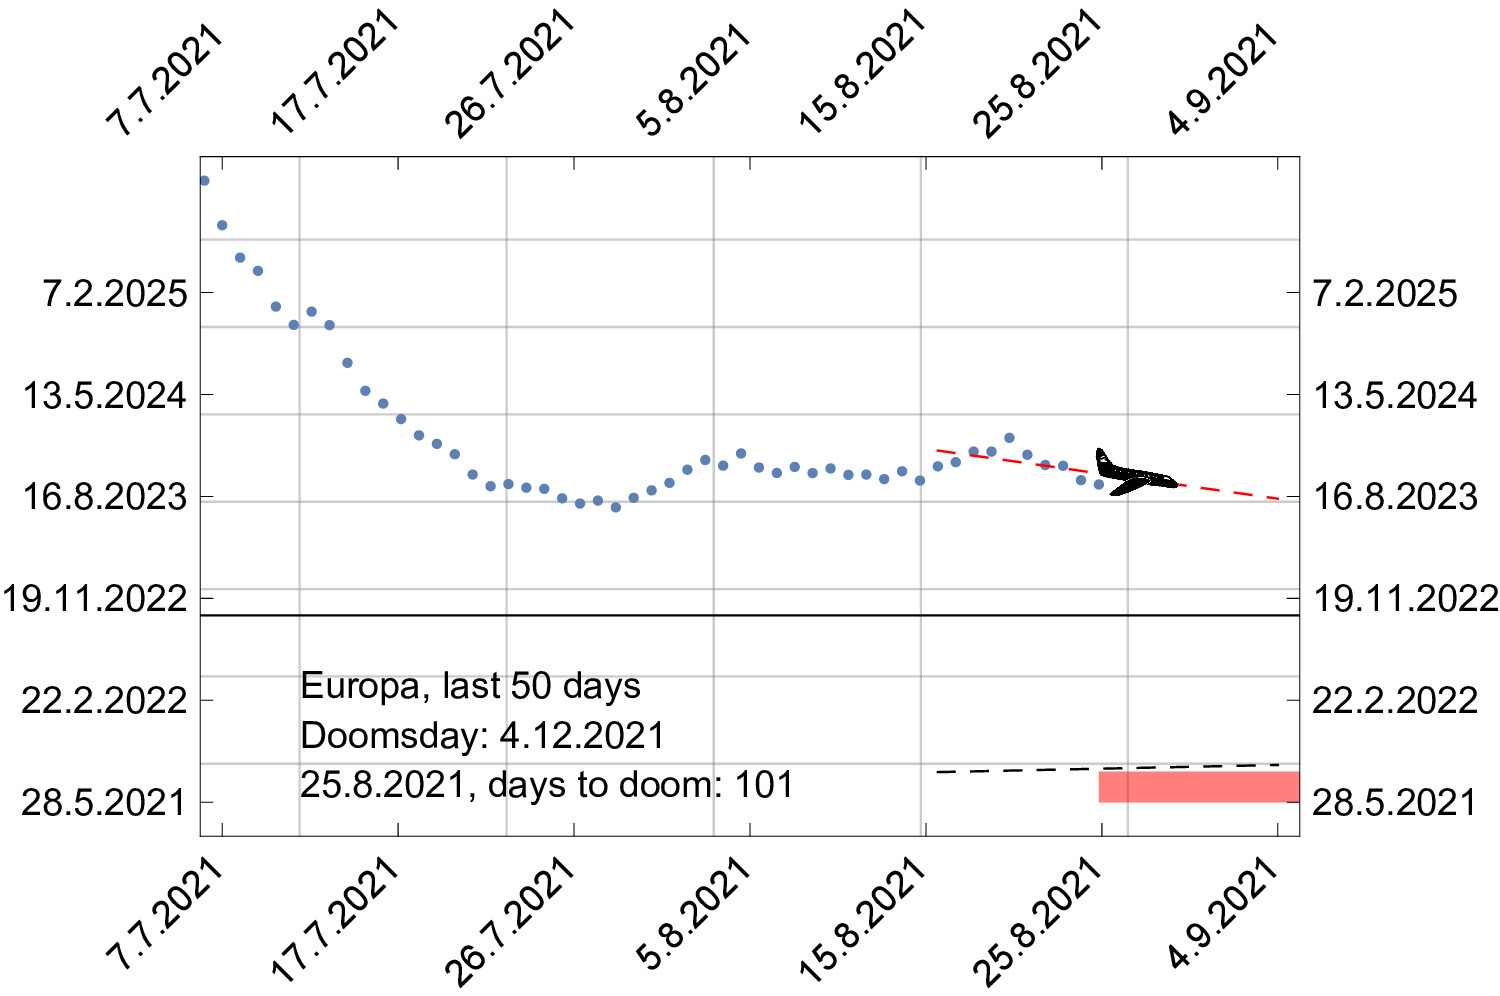 7.7.2021 17.7.2021 26.7.2021 5.8.2021 15.8.2021 25.8.2021 4.9.2021
7.2.2025 7.2.2025
13.5.2024 13.5.2024
16.8.2023 16.8.2023
19.11.2022 19.11.2022
Europa, last 50 days
22.2.2022 22.2.2022
Doomsday: 4.12.2021
25.8.2021, days to doom: 101
28.5.2021 28.5.2021
7.7.2021 17.7.2021 26.7.2021 5.8.2021 15.8.2021 25.8.2021 4.9.2021